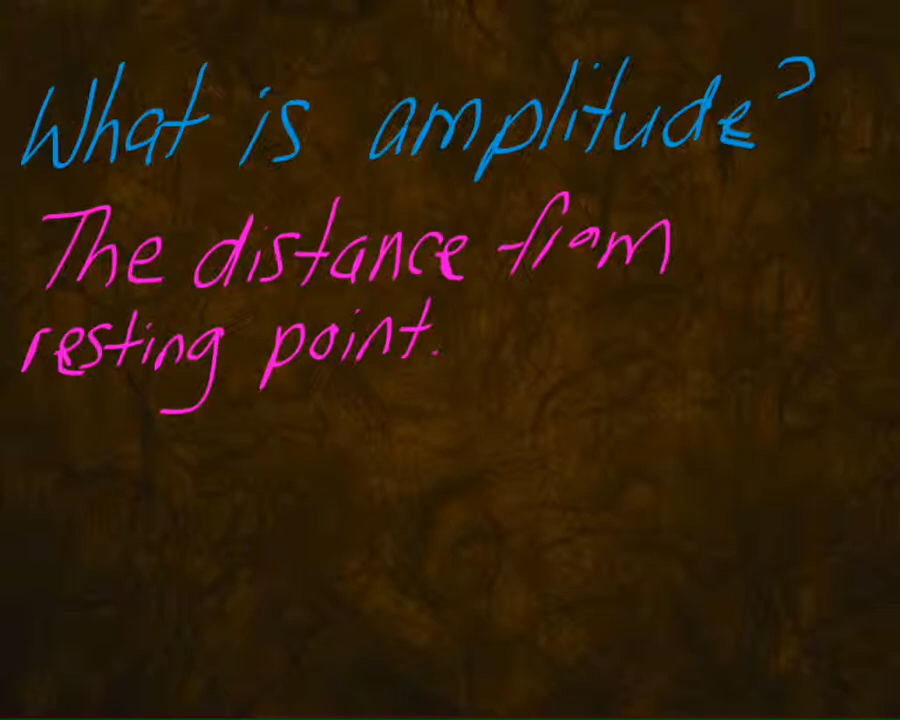 What is amplitude?
The distance from
resting point.